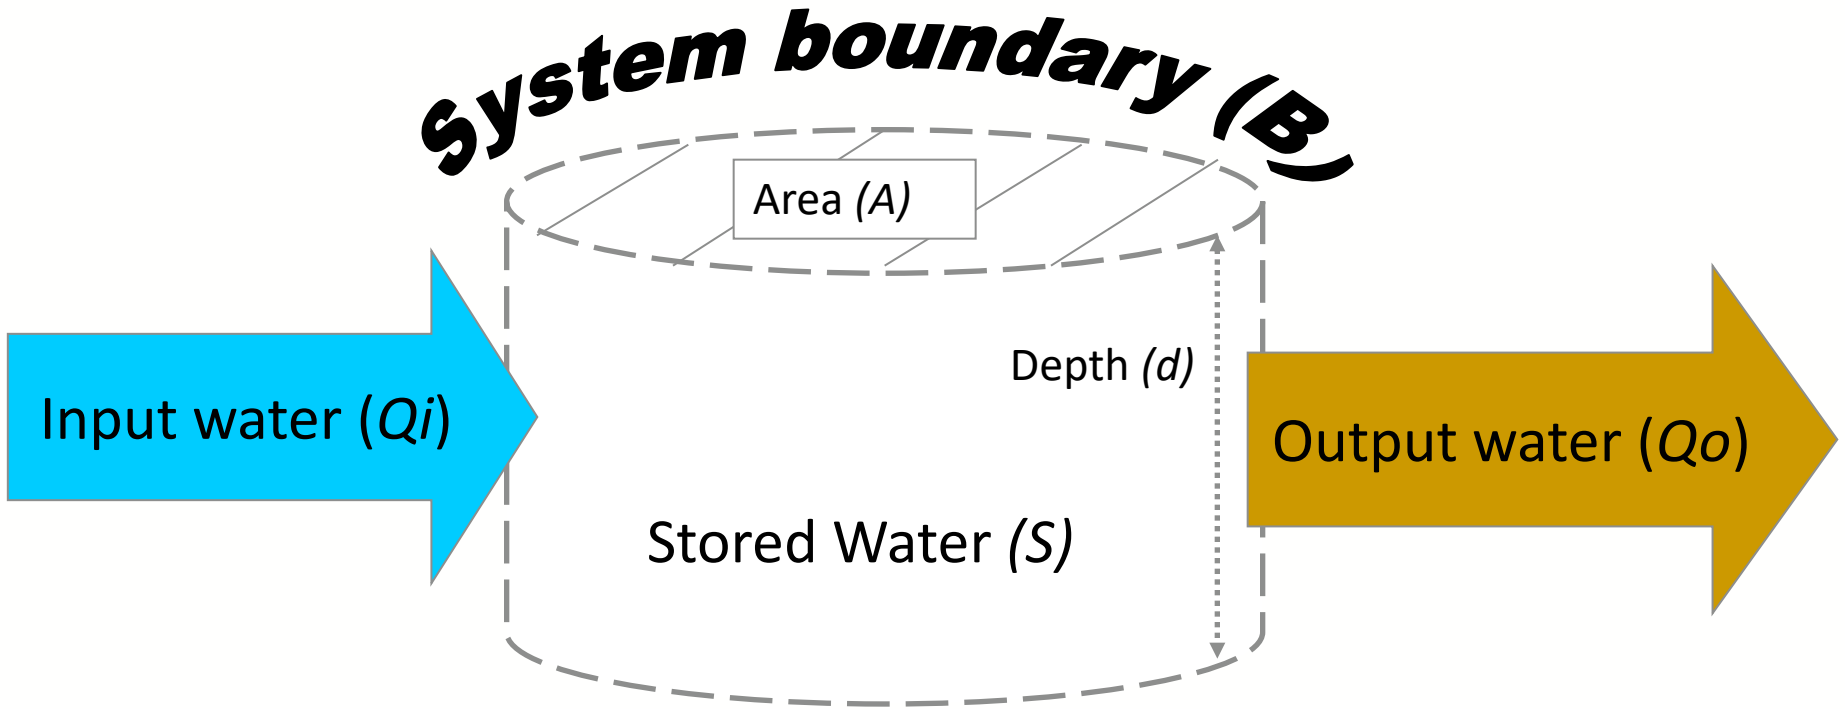 System boundary (B)
Area (A)
Depth (d)
Input water (Qi)
Output water (Qo)
Stored Water (S)